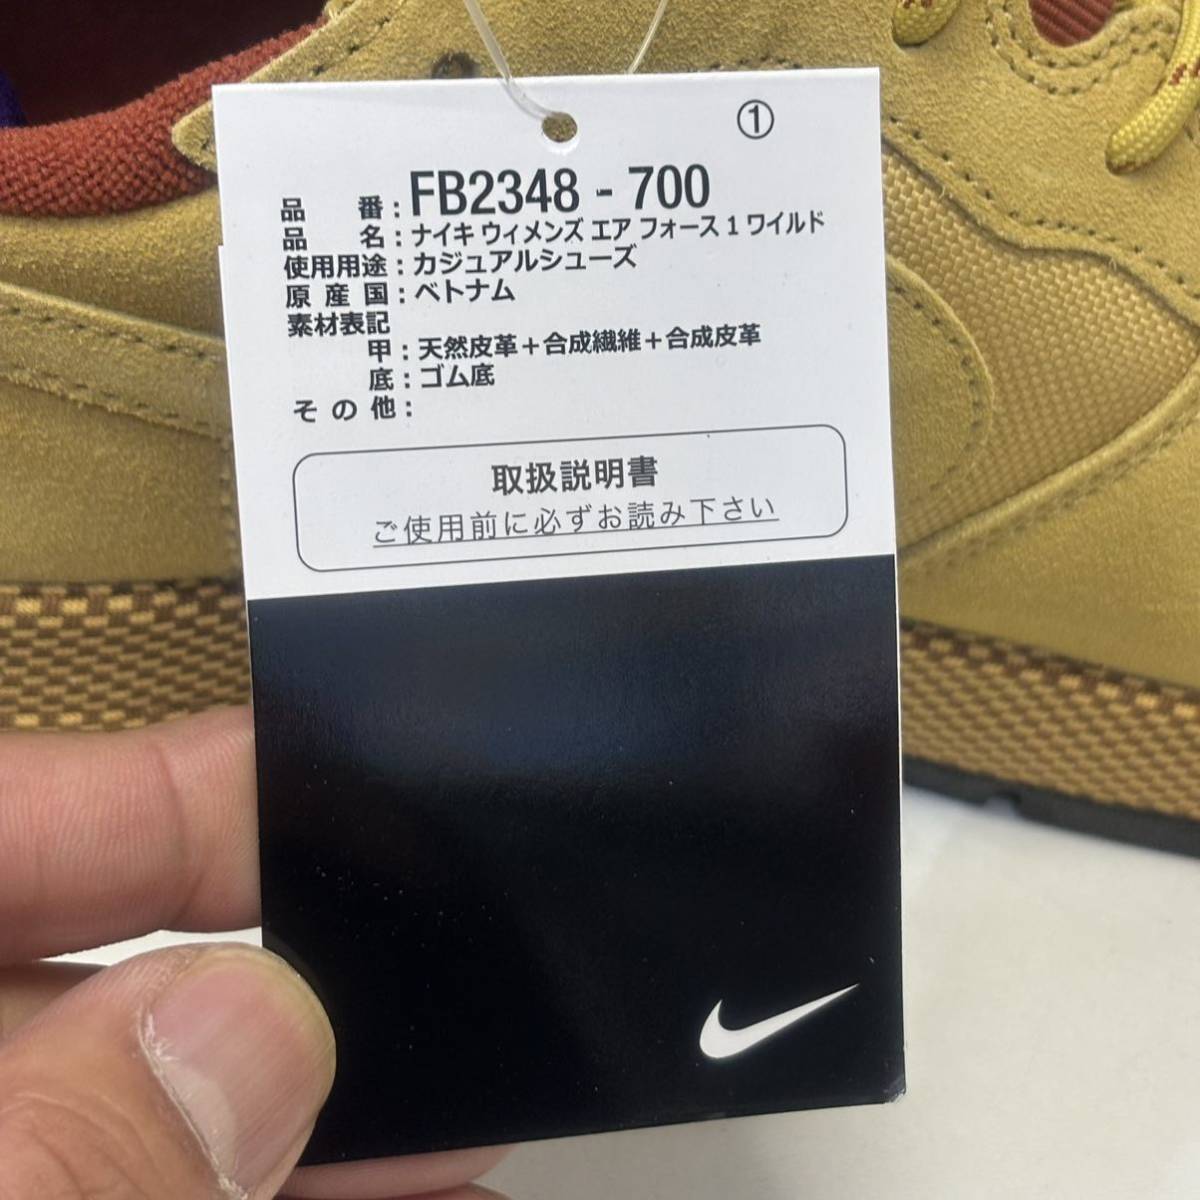 ①
品番：FB2348 - 700
品名：ナイキ ウィメンズ エア フォース 1 ワイルド
使用用途：カジュアルシューズ
原産国：ベトナム
素材表記
甲：天然皮革＋合成繊維＋合成皮革
底：ゴム底
その他：
取扱説明書
ご使用前に必ずお読み下さい